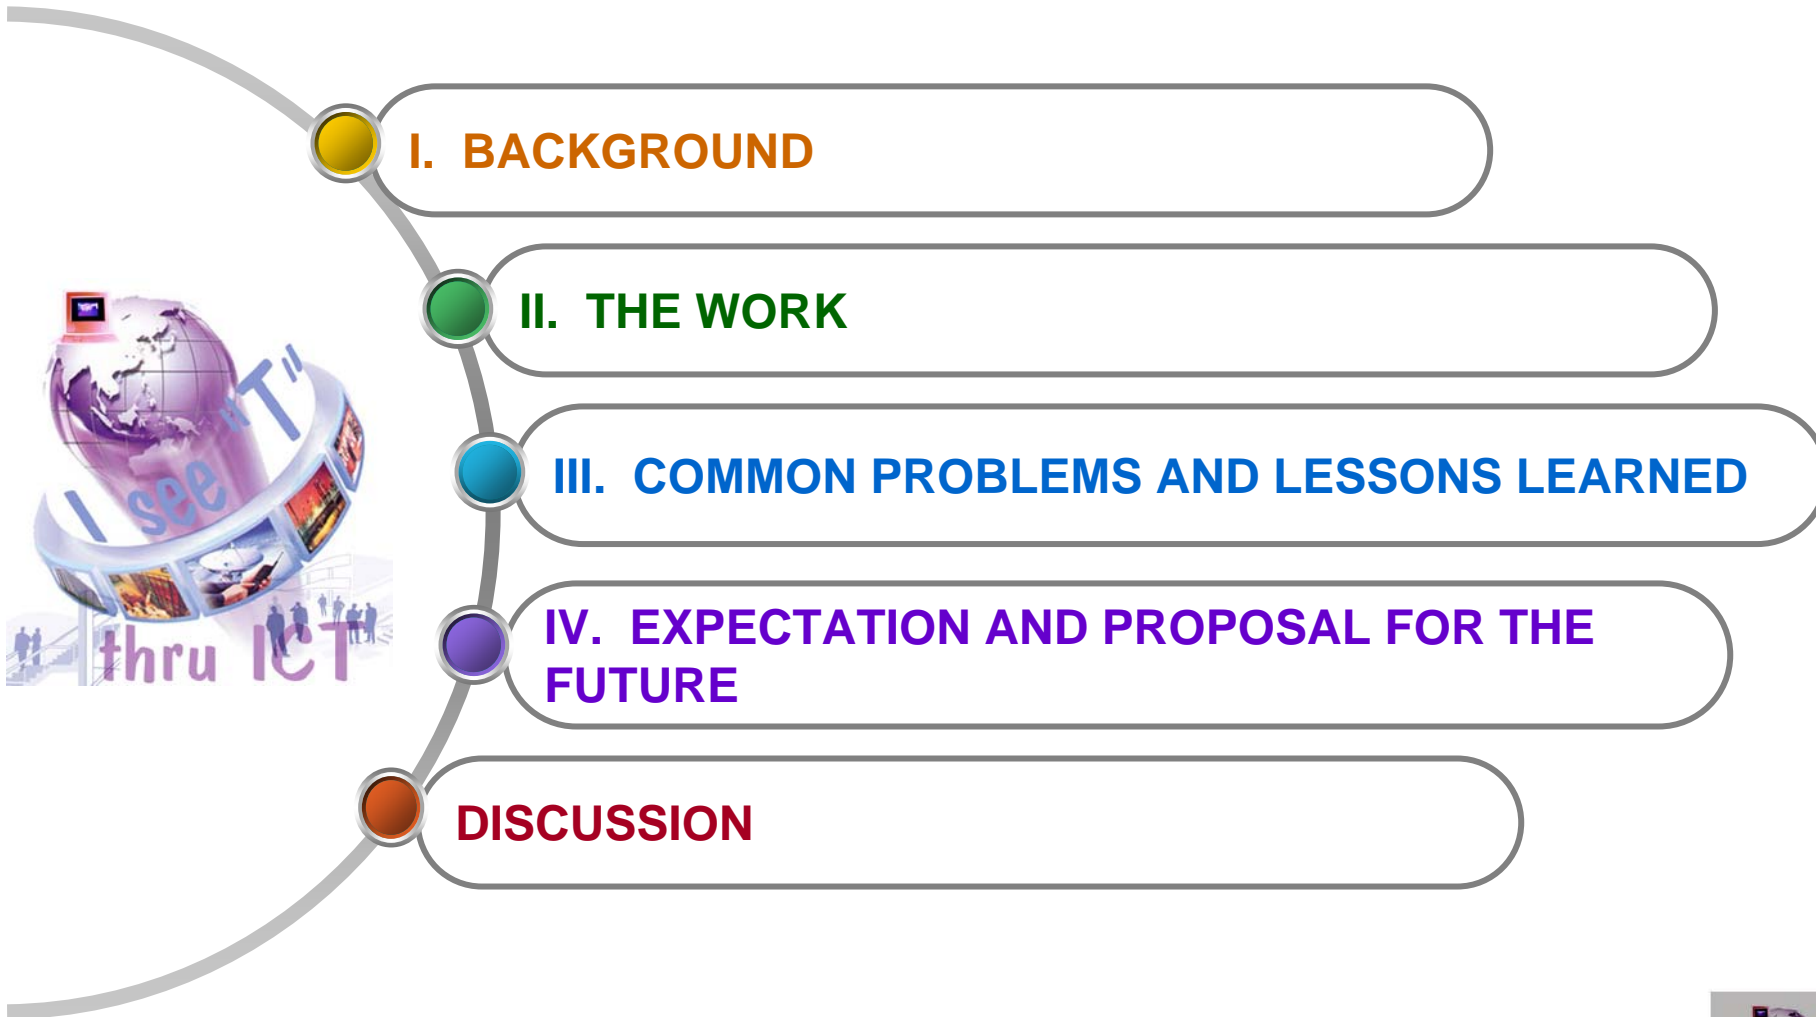 I. BACKGROUND
II. THE WORK
III. COMMON PROBLEMS AND LESSONS LEARNED
IV. EXPECTATION AND PROPOSAL FOR THE
FUTURE
DISCUSSION
I see "T"
thru ICT